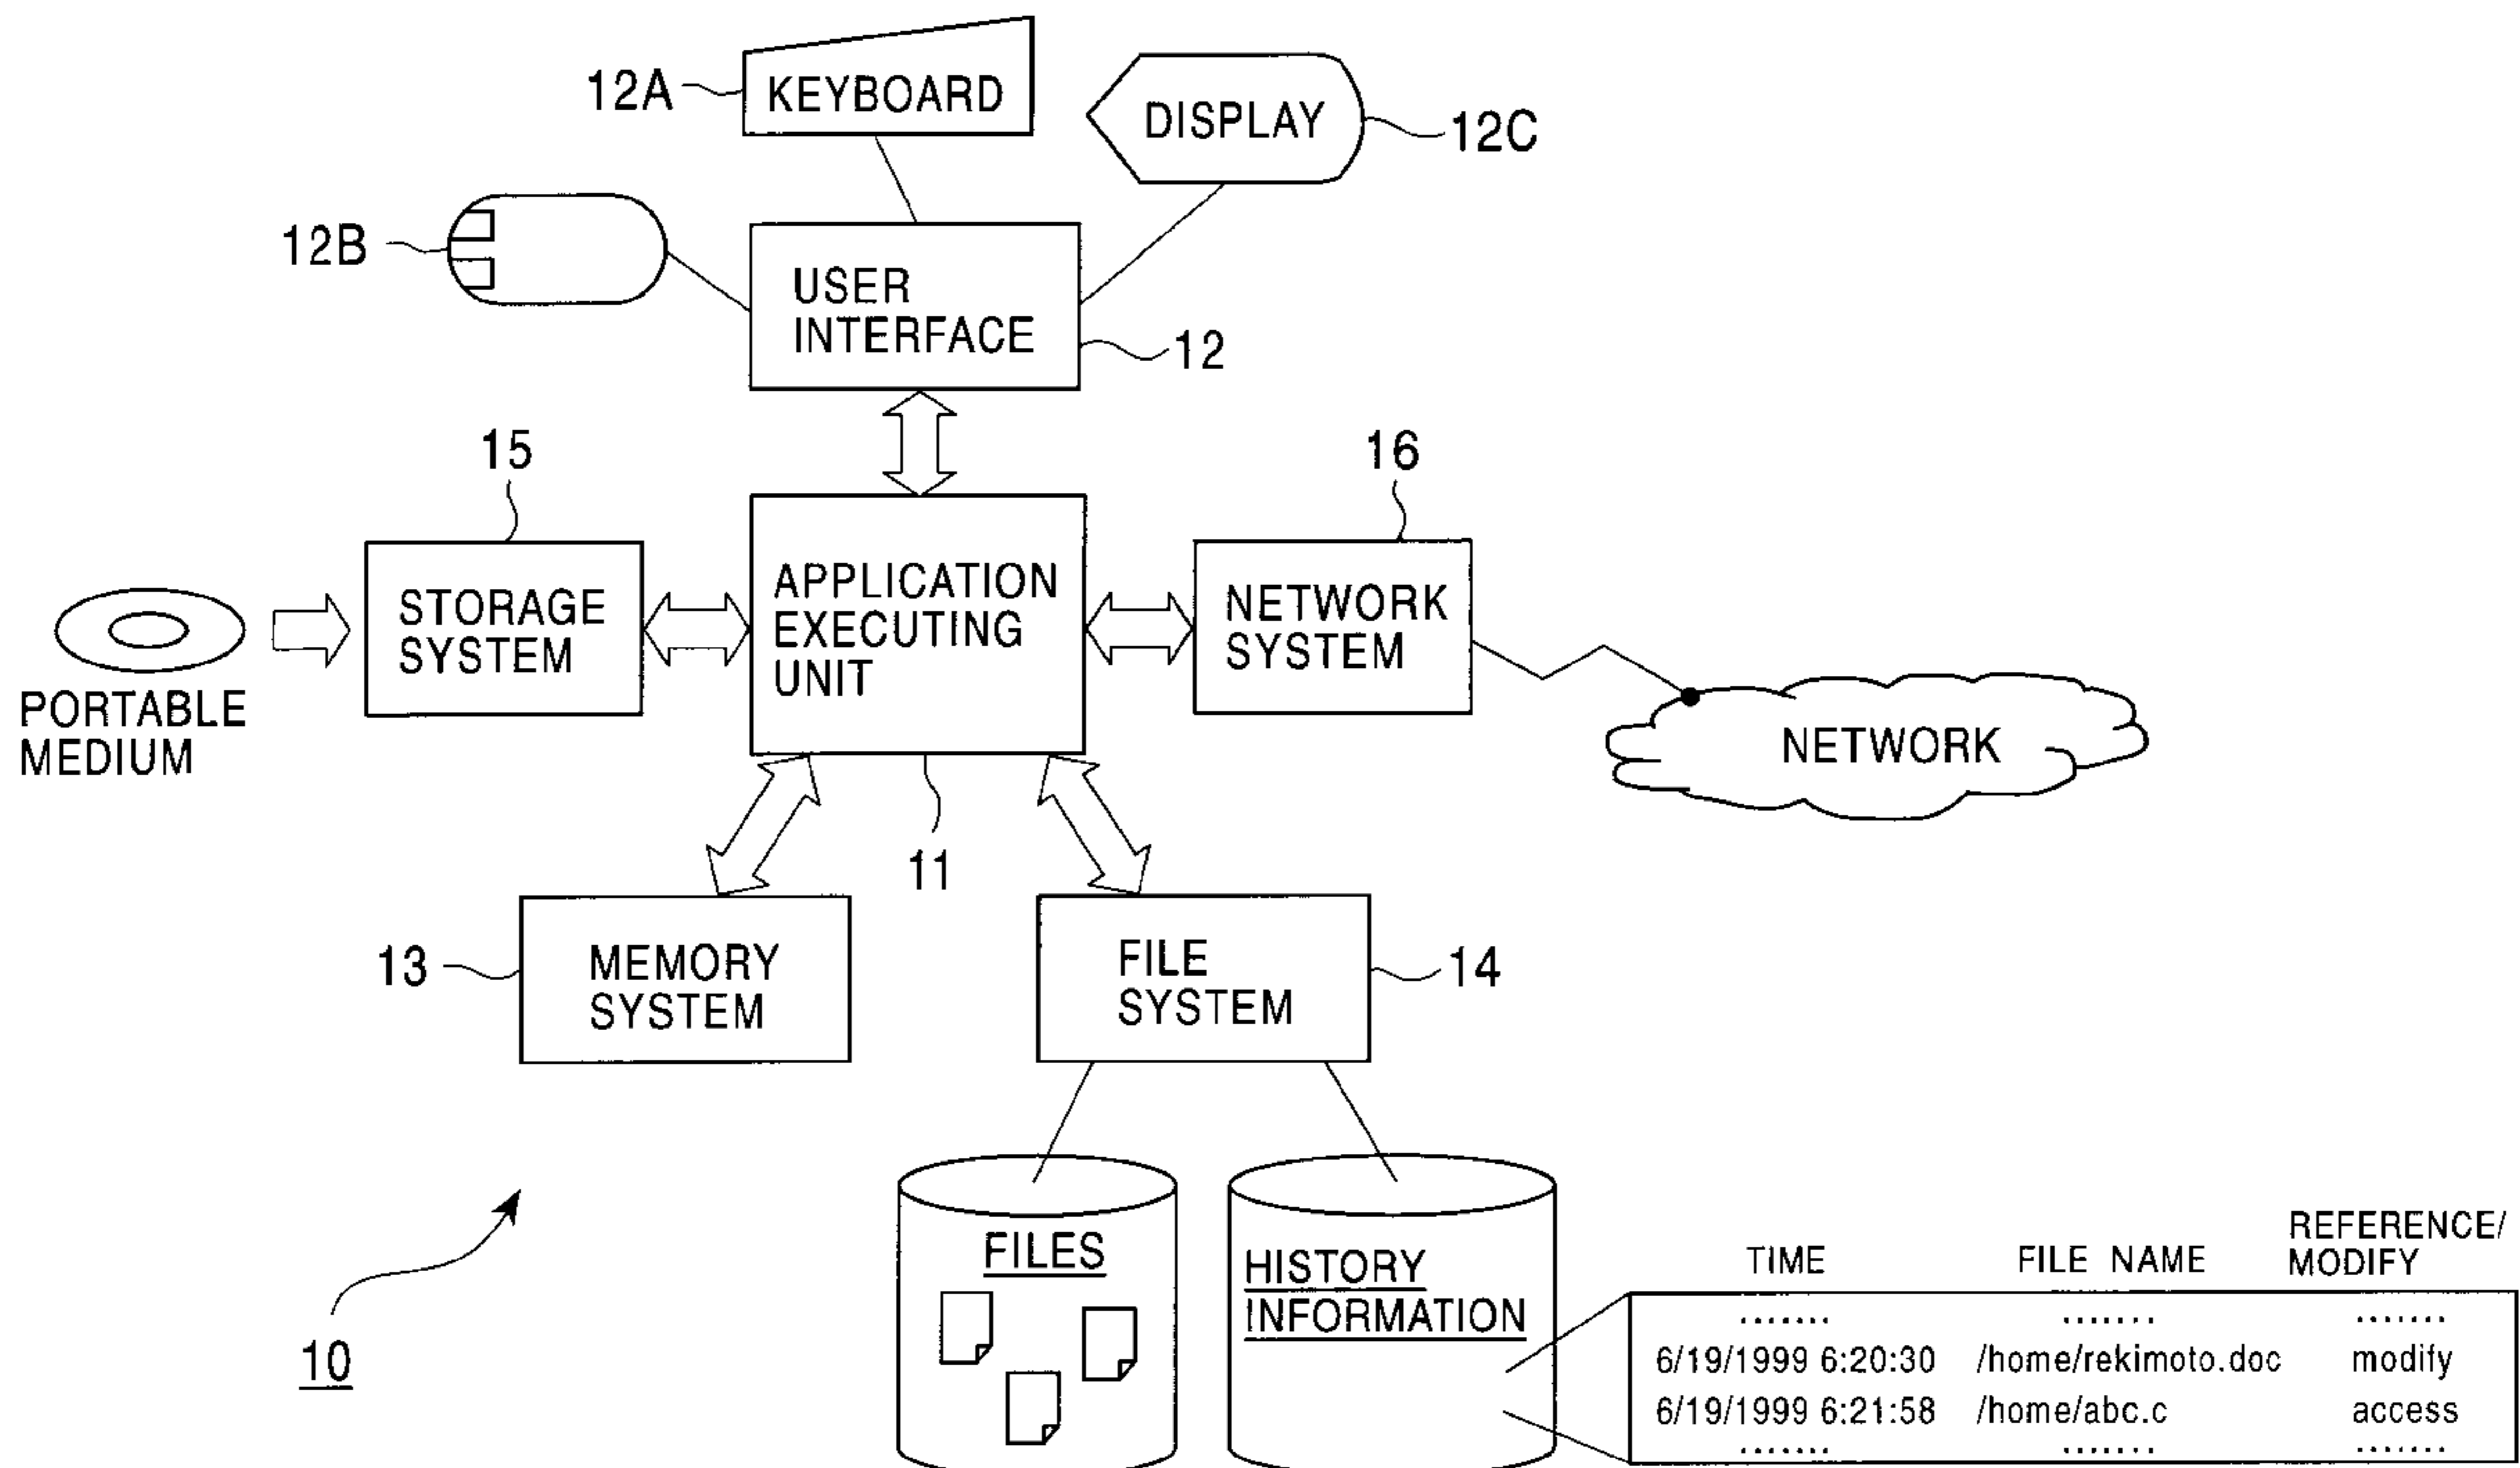 12A
KEYBOARD
DISPLAY
12C
12B
USER
INTERFACE
12
15
16
STORAGE
SYSTEM
APPLICATION
EXECUTING
UNIT
NETWORK
SYSTEM
PORTABLE
MEDIUM
NETWORK
11
13
MEMORY
SYSTEM
FILE
SYSTEM
14
10
FILES
HISTORY
INFORMATION
TIME FILE NAME REFERENCE/
MODIFY
....... ....... .......
6/19/1999 6:20:30 /home/rekimoto.doc modify
6/19/1999 6:21:58 /home/abc.c access
....... ....... .......